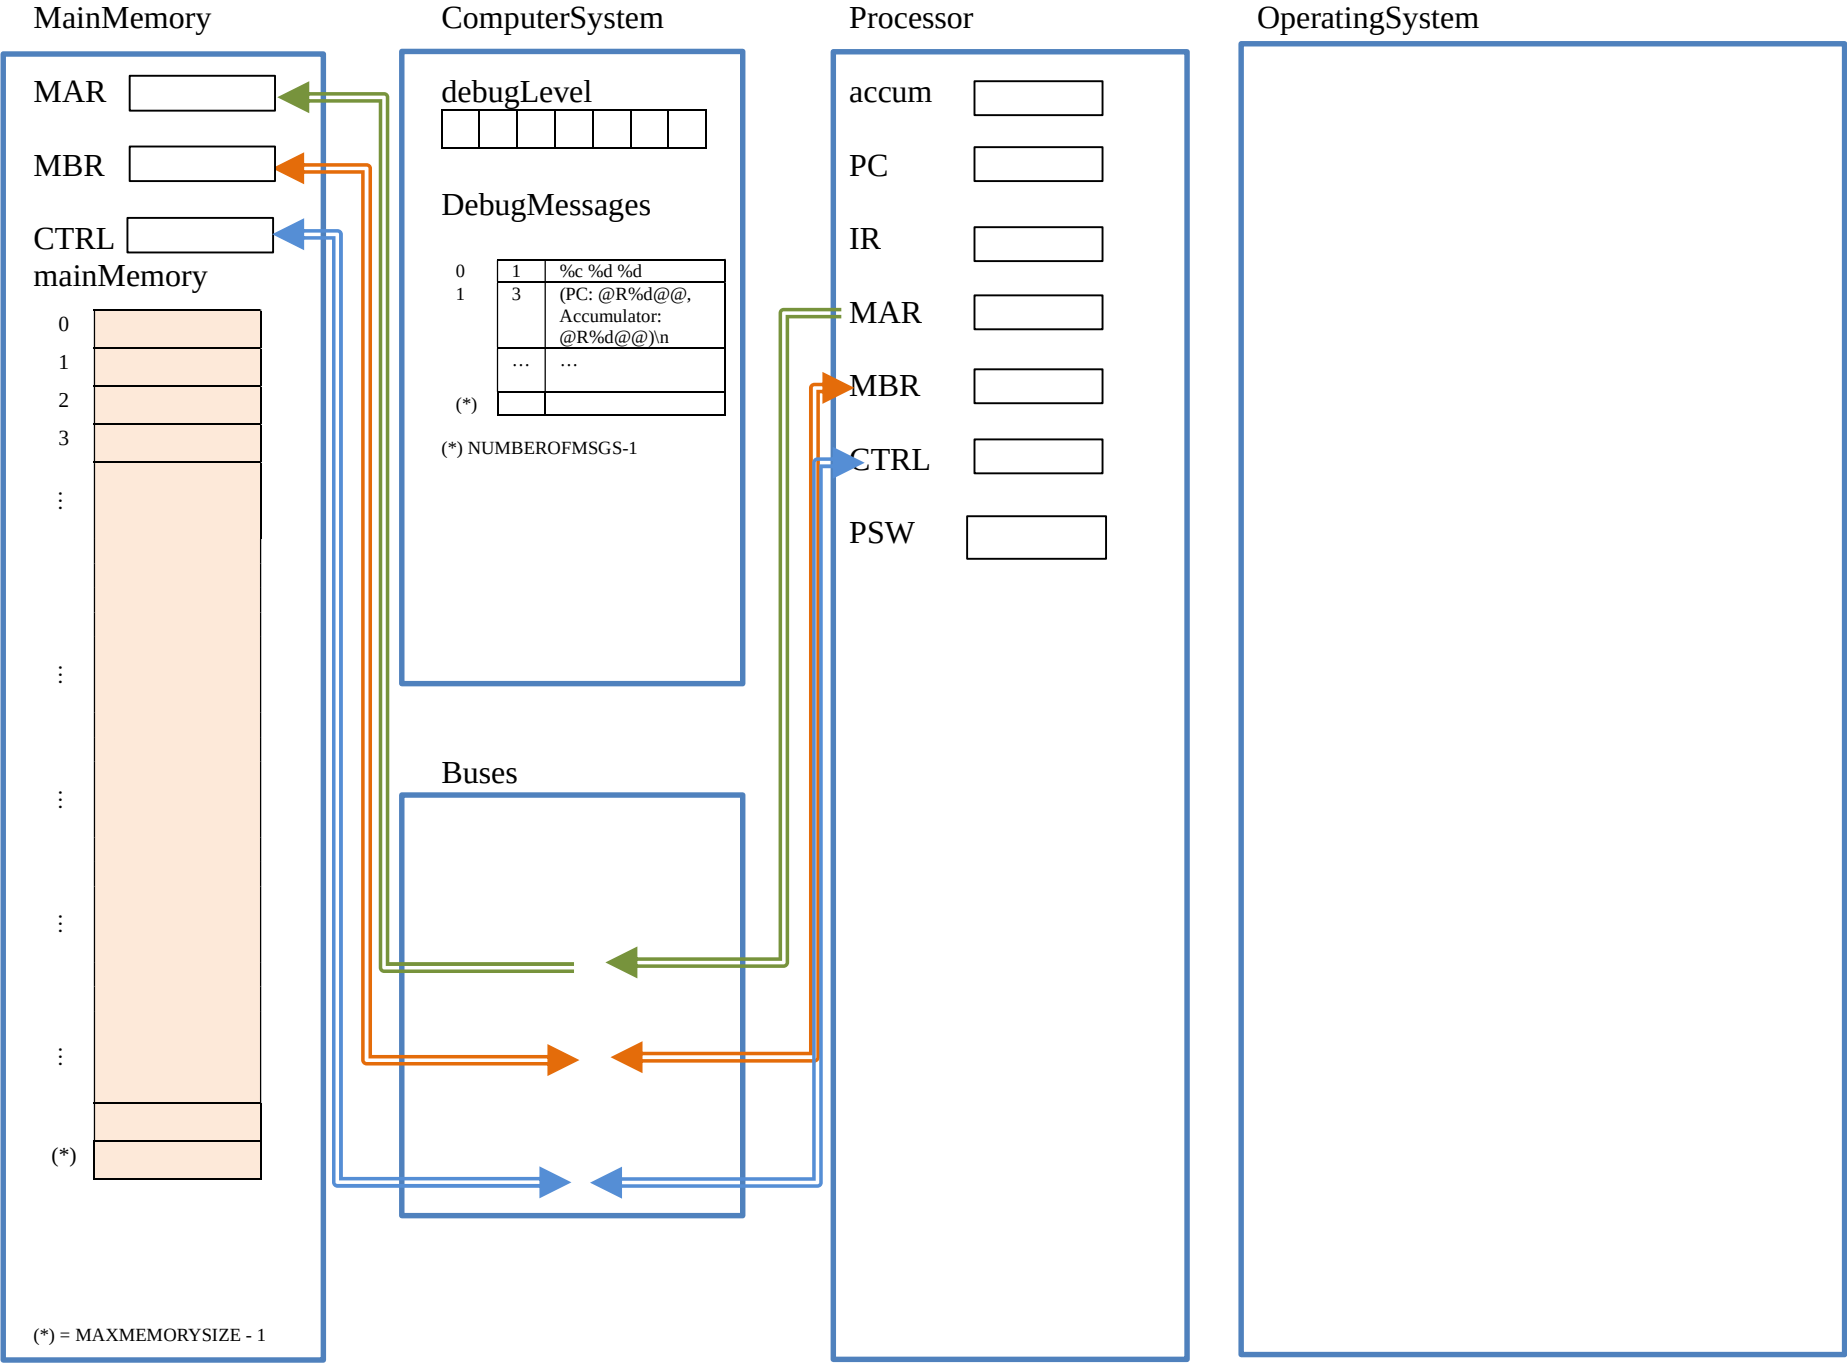 MainMemory
MAR
MBR
CTRL
mainMemory
0
1
2
3
⋮
⋮
⋮
⋮
⋮
(*)
(*) = MAXMEMORYSIZE - 1
ComputerSystem
debugLevel
DebugMessages
0 1 %c %d %d
1 3 (PC: @R%d@@,
Accumulator:
@R%d@@)\n
… …
(*)
(*) NUMBEROFMSGS-1
Buses
Processor
accum
PC
IR
MAR
MBR
CTRL
PSW
OperatingSystem